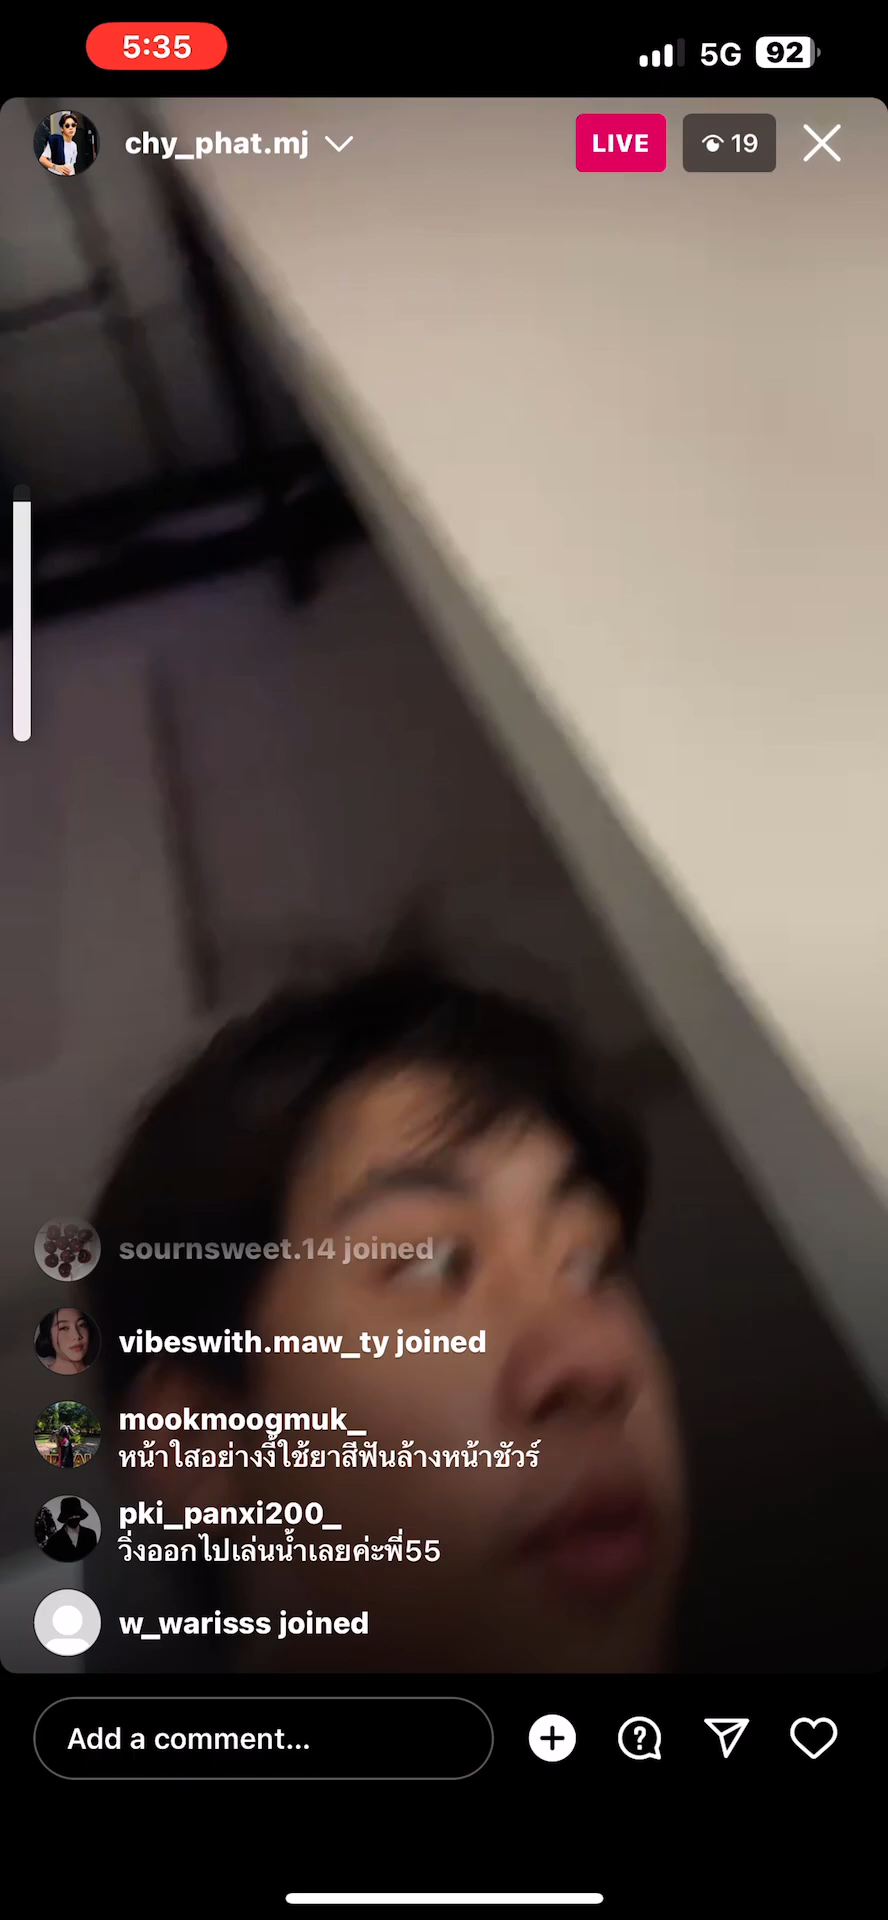 5:35
5G 92
chy_phat.mj
LIVE
19
sournsweet.14 joined
vibeswith.maw_ty joined
mookmoogmuk_
หน้าใสอย่างงี้ใช้ยาสีฟันล้างหน้าชัวร์
pki_panxi200_
วิ่งออกไปเล่นน้ำเลยค่ะพี่55
w_warisss joined
Add a comment...